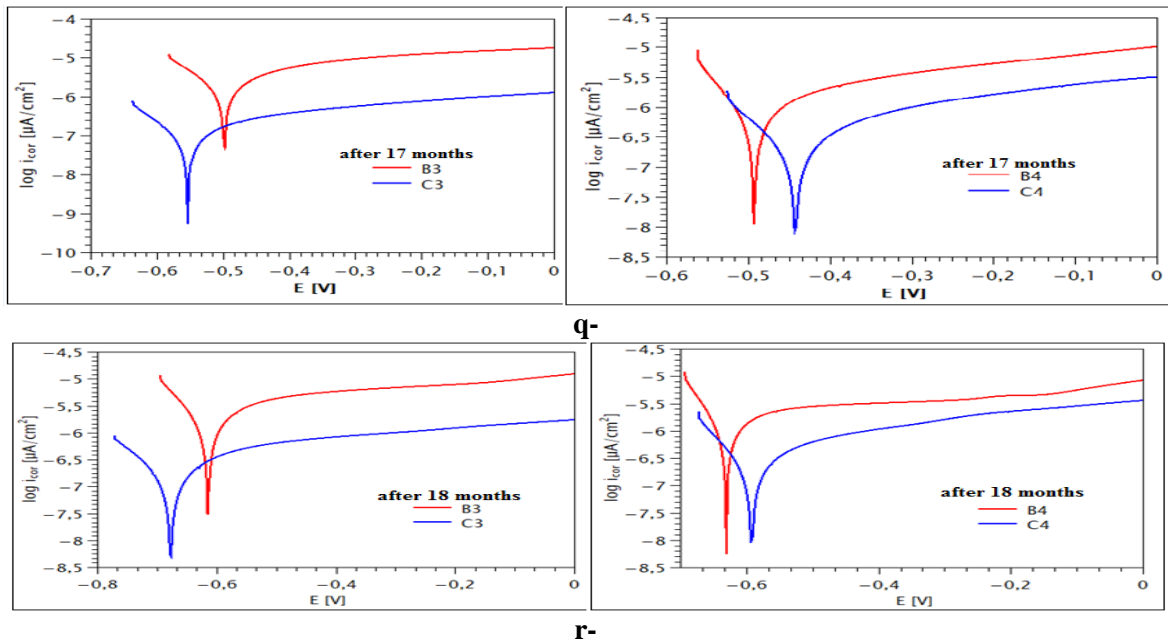 −4
−5
−6
−7
−8
−9
−10
log i_cor [µA/cm²]
after 17 months
B3
C3
−0,7 −0,6 −0,5 −0,4 −0,3 −0,2 −0,1 0
E [V]
−4,5
−5
−5,5
−6
−6,5
−7
−7,5
−8
−8,5
log i_cor [µA/cm²]
after 17 months
B4
C4
−0,6 −0,5 −0,4 −0,3 −0,2 −0,1 0
E [V]
q-
−4,5
−5
−5,5
−6
−6,5
−7
−7,5
−8
−8,5
log i_cor [µA/cm²]
after 18 months
B3
C3
−0,8 −0,6 −0,4 −0,2 0
E [V]
−4,5
−5
−5,5
−6
−6,5
−7
−7,5
−8
−8,5
log i_cor [µA/cm²]
after 18 months
B4
C4
−0,6 −0,4 −0,2 0
E [V]
r-